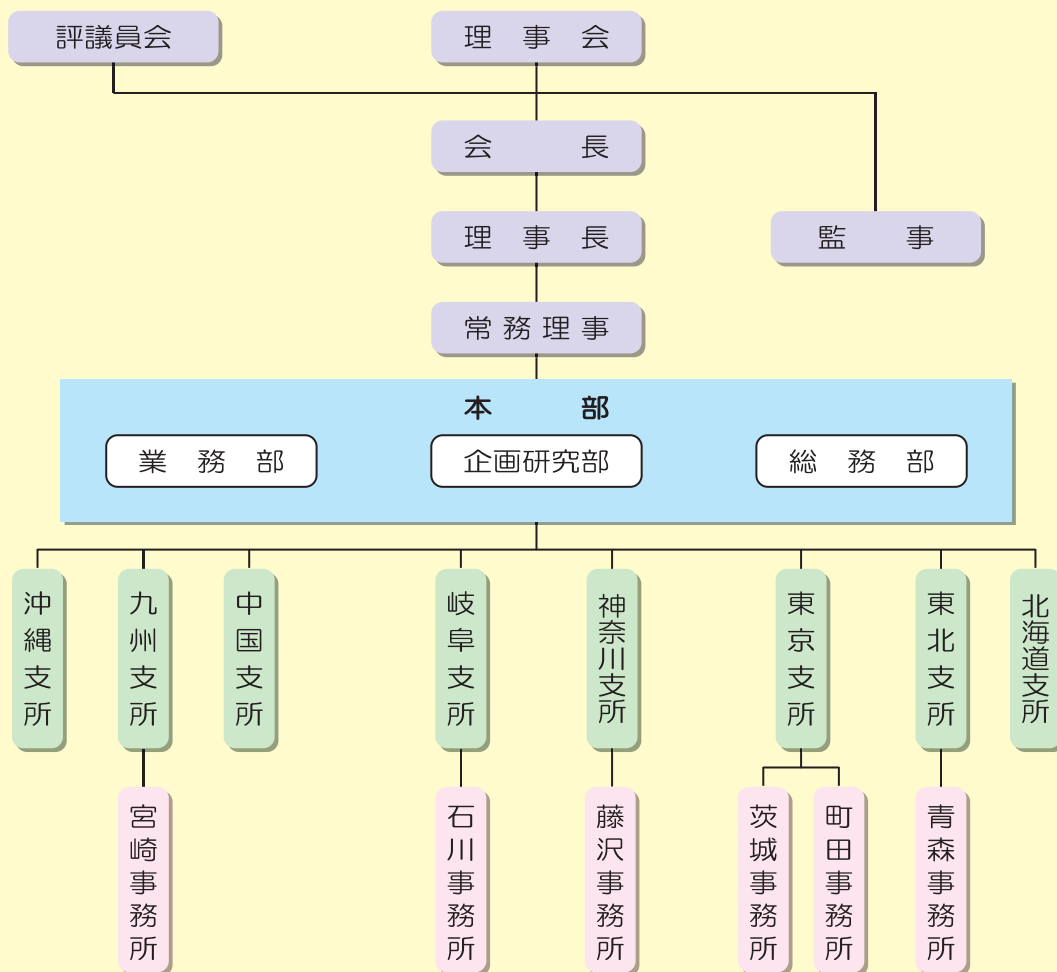 評議員会
理事会
会長
理事長
監事
常務理事
本部
業務部
企画研究部
総務部
沖縄支所
九州支所
中国支所
岐阜支所
神奈川支所
東京支所
東北支所
北海道支所
宮崎事務所
石川事務所
藤沢事務所
茨城事務所
町田事務所
青森事務所